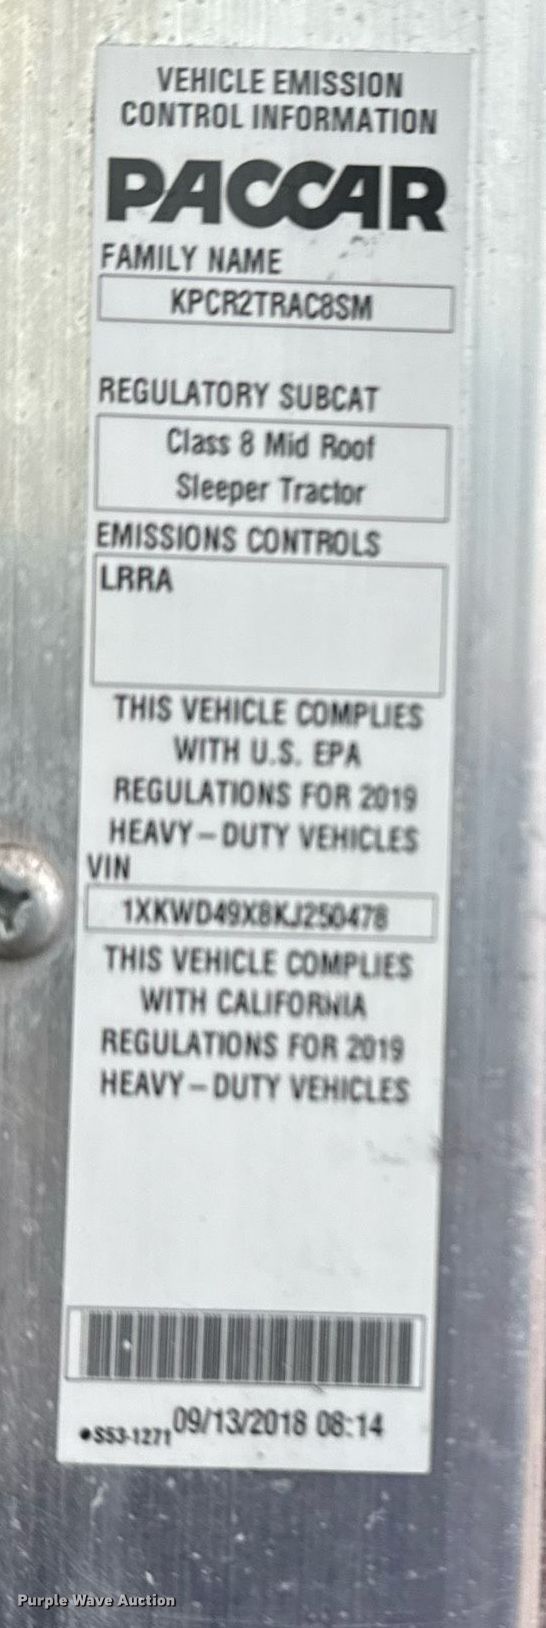 VEHICLE EMISSION
CONTROL INFORMATION
PACCAR
FAMILY NAME
KPCR2TRAC8SM
REGULATORY SUBCAT
Class 8 Mid Roof
Sleeper Tractor
EMISSIONS CONTROLS
LRRA
THIS VEHICLE COMPLIES
WITH U.S. EPA
REGULATIONS FOR 2019
HEAVY-DUTY VEHICLES
VIN
1XKWD49X8KJ250478
THIS VEHICLE COMPLIES
WITH CALIFORNIA
REGULATIONS FOR 2019
HEAVY-DUTY VEHICLES
•S53-1271 09/13/2018 08:14
Purple Wave Auction